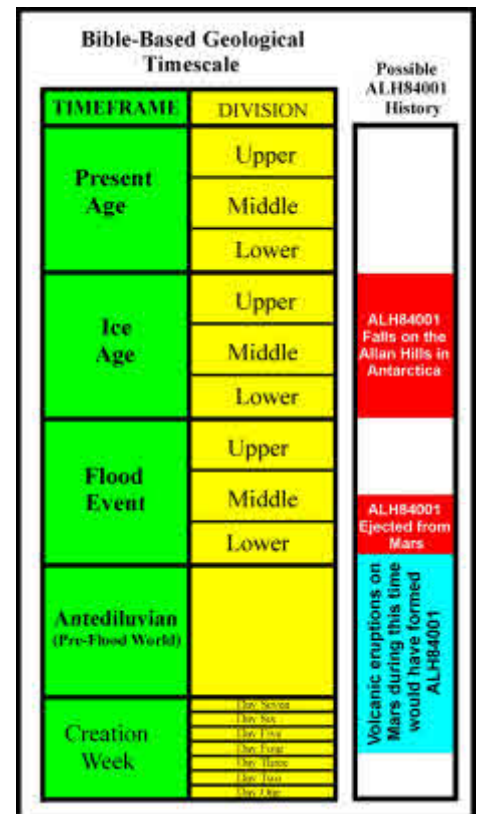 Bible-Based Geological
Timescale
Possible
ALH84001
History
TIMEFRAME
DIVISION
Present
Age
Upper
Middle
Lower
Ice
Age
Upper
Middle
Lower
ALH84001
Falls on the
Allan Hills in
Antarctica
Flood
Event
Upper
Middle
Lower
ALH84001
Ejected from
Mars
Antediluvian
(Pre-Flood World)
Volcanic eruptions on
Mars during this time
would have formed
ALH84001
Creation
Week
Day Seven
Day Six
Day Five
Day Four
Day Three
Day Two
Day One